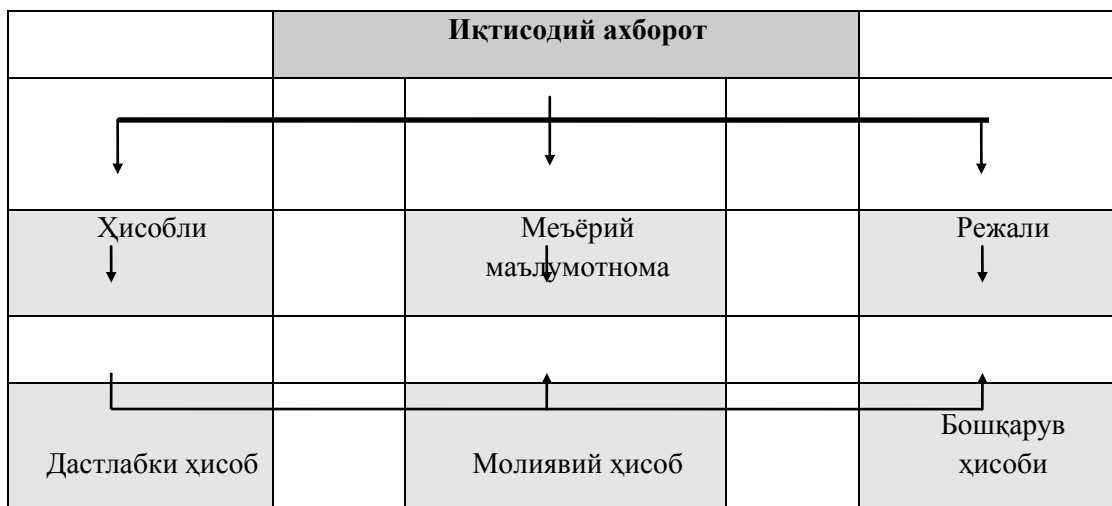 Иқтисодий ахборот
Ҳисобли
Меъёрий
маълумотнома
Режали
Дастлабки ҳисоб
Молиявий ҳисоб
Бошқарув
ҳисоби